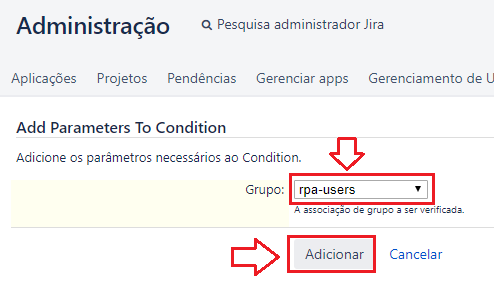 Administração Pesquisa administrador Jira
Aplicações Projetos Pendências Gerenciar apps Gerenciamento de U
Add Parameters To Condition
Adicione os parâmetros necessários ao Condition.
Grupo: rpa-users
A associação de grupo a ser verificada.
Adicionar Cancelar